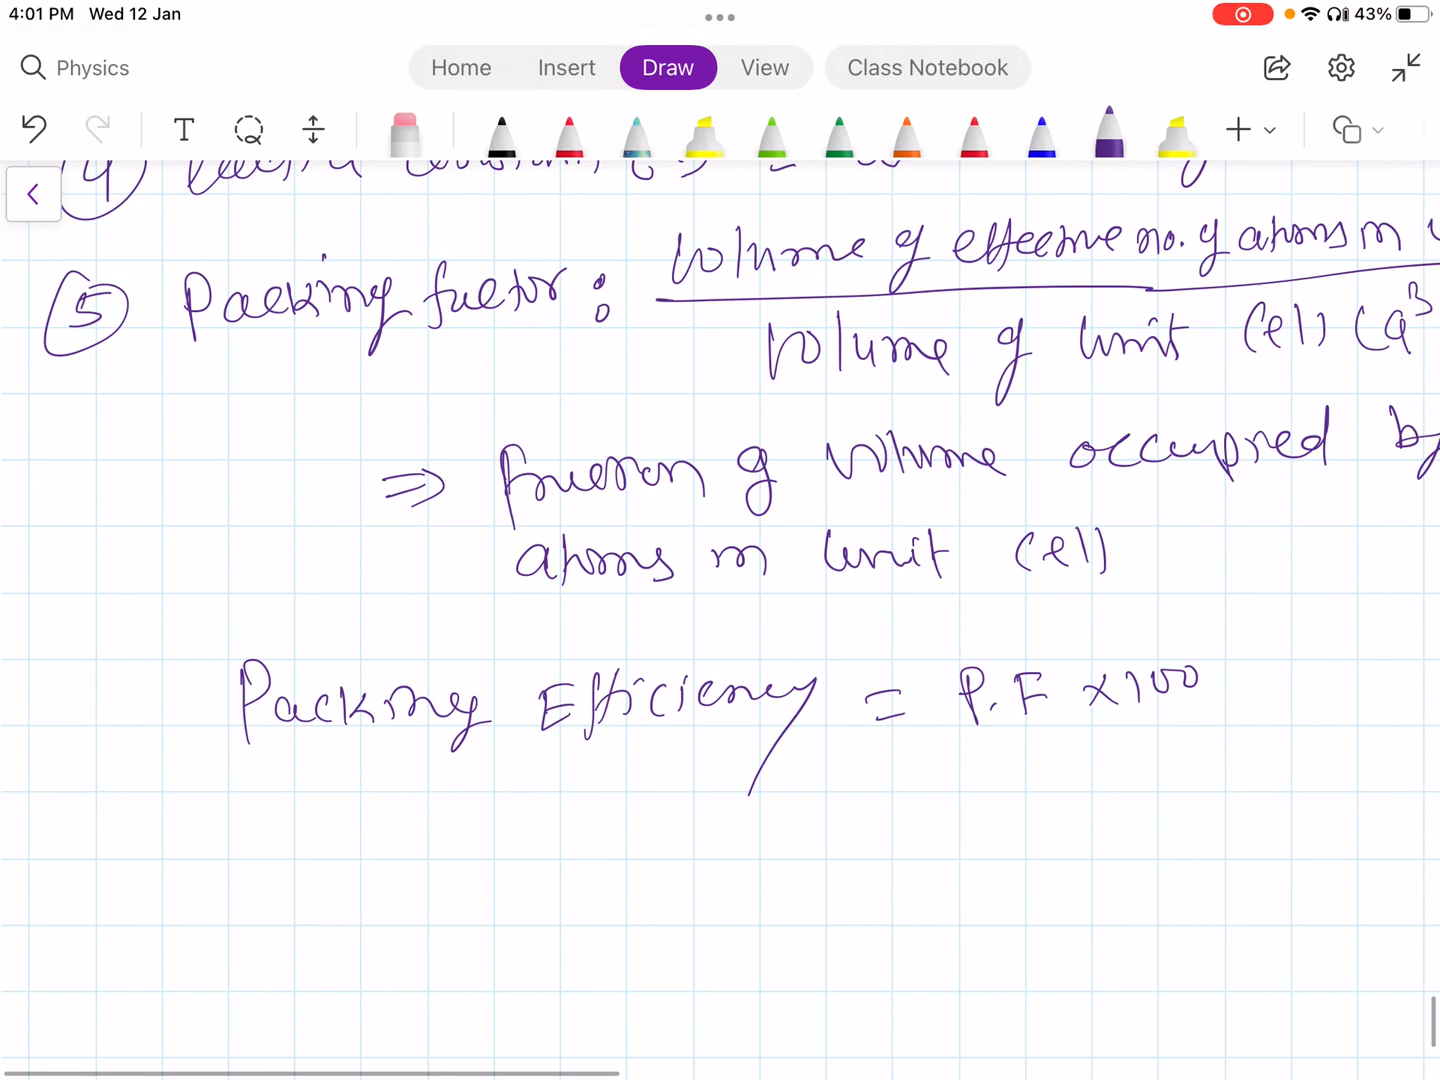 4:01 PM Wed 12 Jan
43%
Physics
Home Insert Draw View Class Notebook
T
4
5 Packing factor : Volume of effective no. of atoms in
Volume of unit cell (a³
⇒ fraction of volume occupied by
atoms in unit cell
Packing Efficiency = P.F × 100